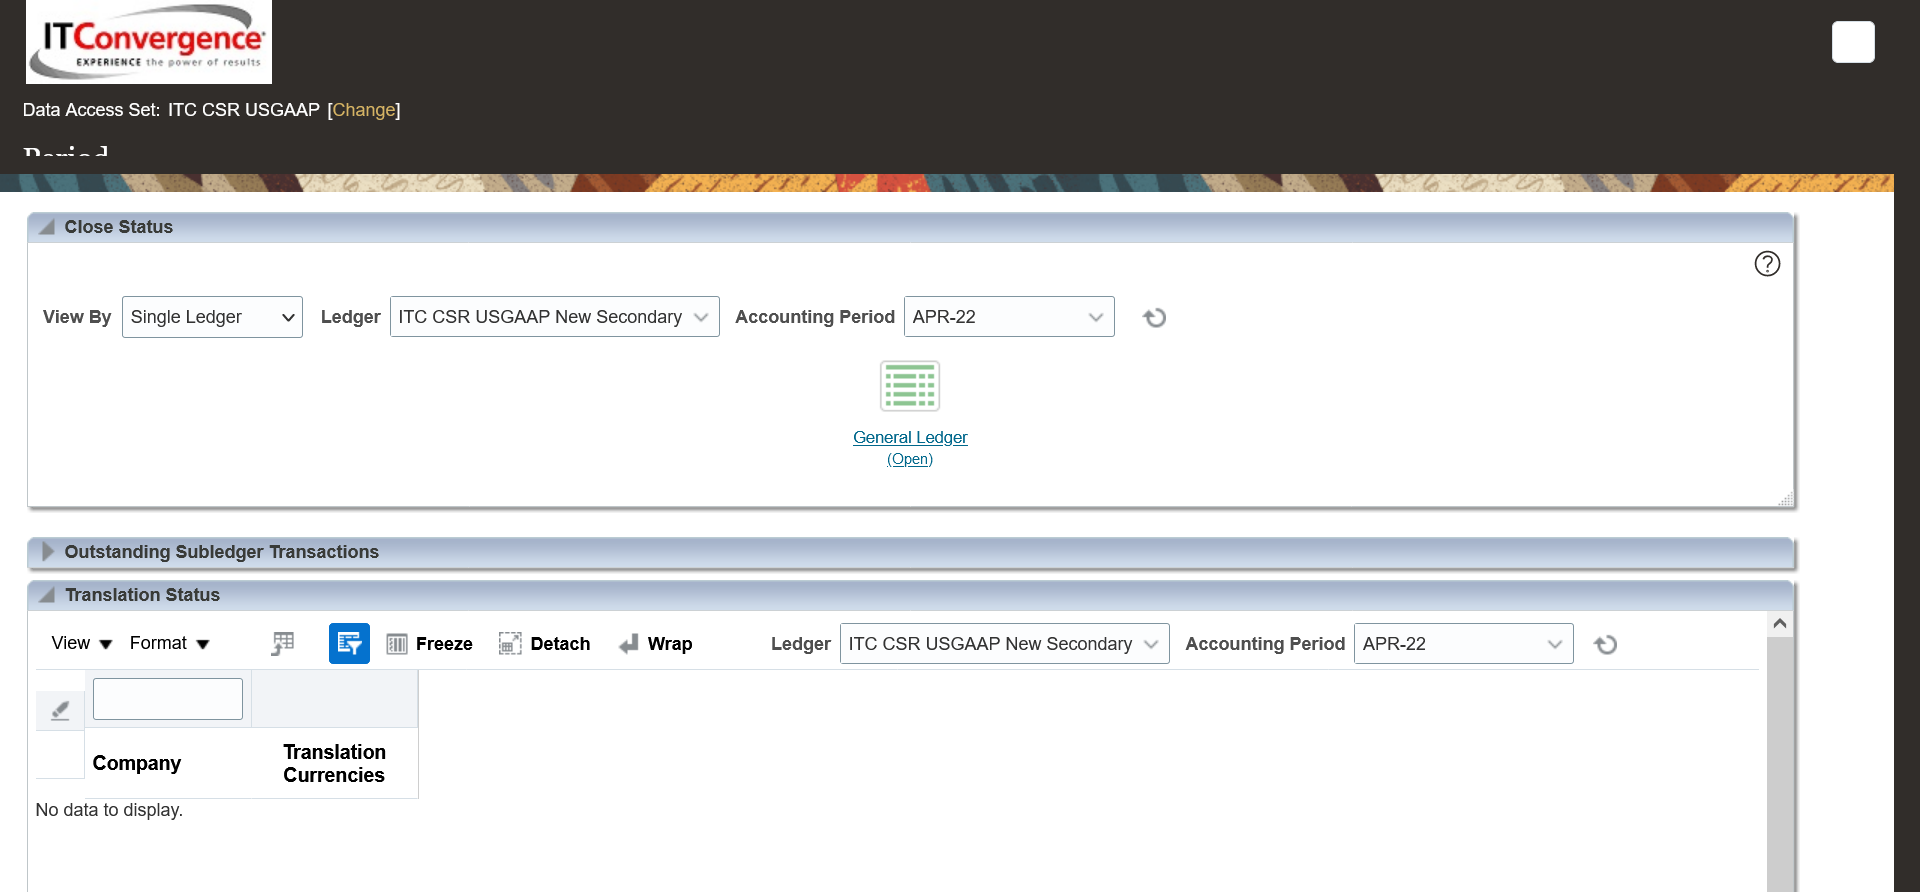 ITConvergence
EXPERIENCE the power of results
Data Access Set: ITC CSR USGAAP [Change]
Period
Close Status
View By Single Ledger Ledger ITC CSR USGAAP New Secondary Accounting Period APR-22
General Ledger
(Open)
Outstanding Subledger Transactions
Translation Status
View Format Freeze Detach Wrap Ledger ITC CSR USGAAP New Secondary Accounting Period APR-22
Company
Translation
Currencies
No data to display.